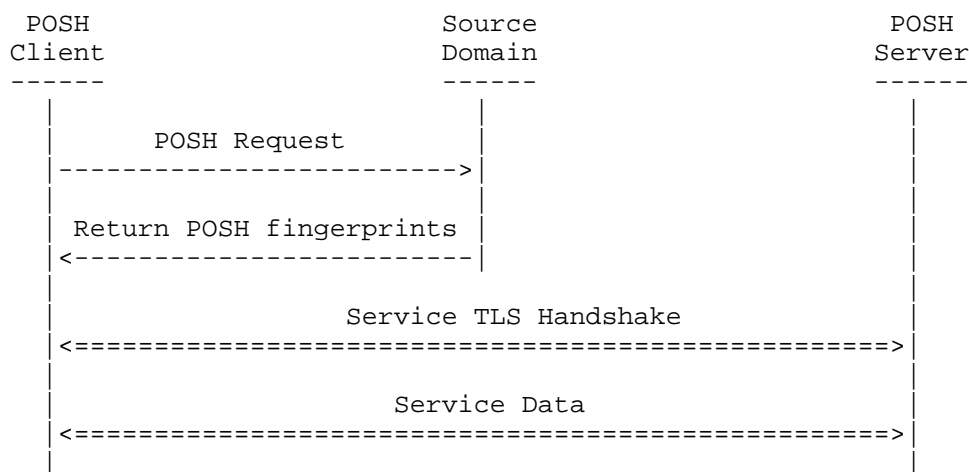 POSH Source POSH
Client Domain Server
------ ------ ------
POSH Request
------------------------->
Return POSH fingerprints
<-------------------------
Service TLS Handshake
<===================================================>
Service Data
<===================================================>